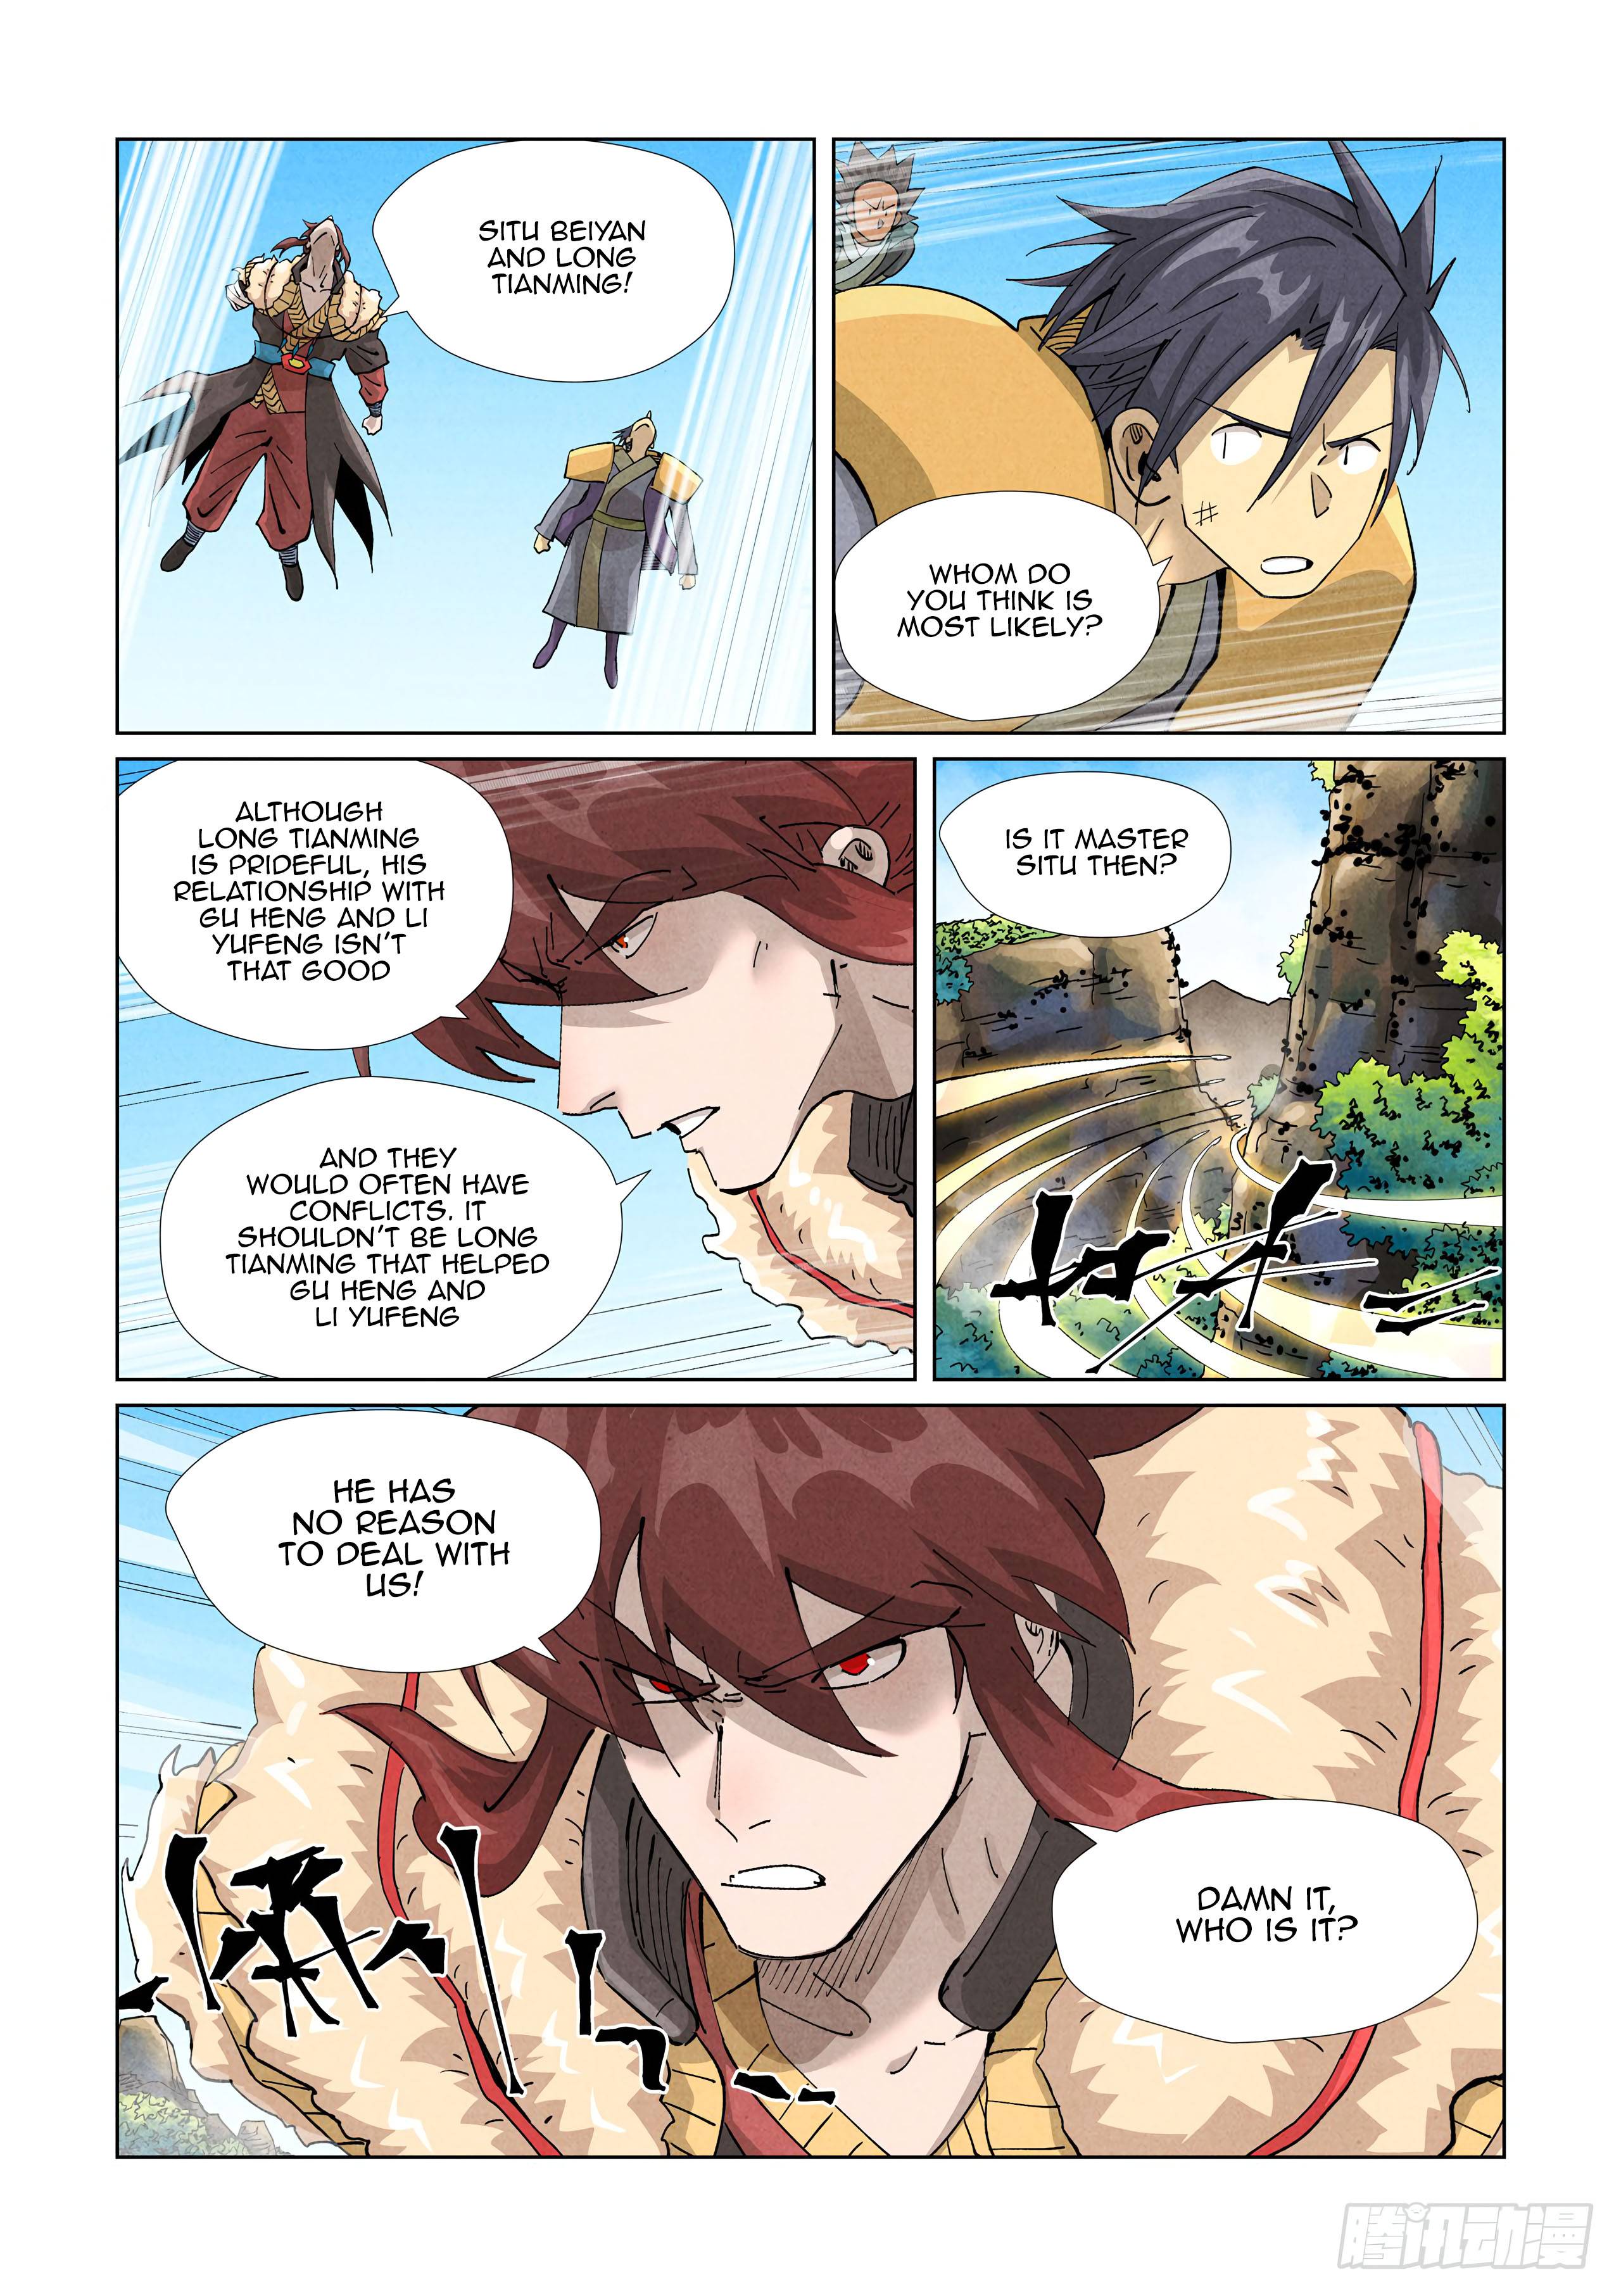 SITU BEIYAN
AND LONG
TIANMING!
WHOM DO
YOU THINK IS
MOST LIKELY?
ALTHOUGH
LONG TIANMING
IS PRIDEFUL, HIS
RELATIONSHIP WITH
GU HENG AND LI
YUFENG ISN'T
THAT GOOD
AND THEY
WOULD OFTEN HAVE
CONFLICTS. IT
SHOULDN'T BE LONG
TIANMING THAT HELPED
GU HENG AND
LI YUFENG
IS IT MASTER
SITU THEN?
HE HAS
NO REASON
TO DEAL WITH
US!
DAMN IT,
WHO IS IT?
腾讯动漫